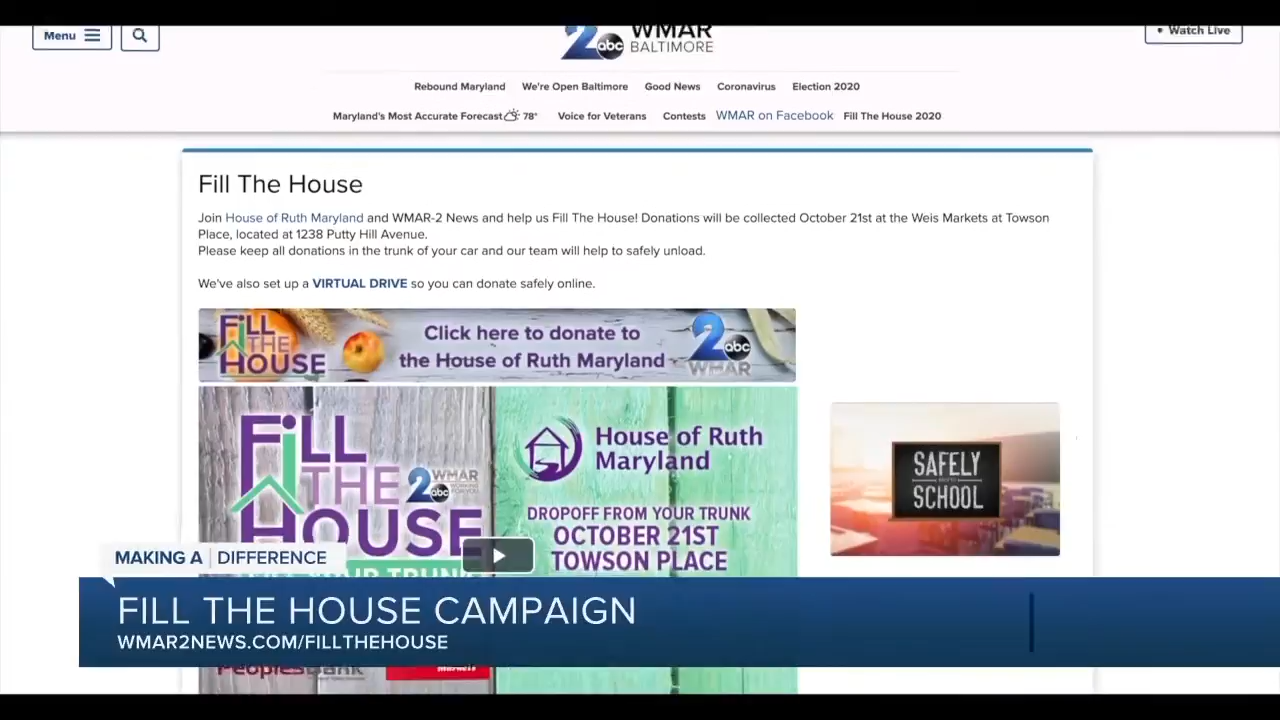 Menu
2 abc WMAR
BALTIMORE
• Watch Live
Rebound Maryland We're Open Baltimore Good News Coronavirus Election 2020
Maryland's Most Accurate Forecast 78° Voice for Veterans Contests WMAR on Facebook Fill The House 2020
Fill The House
Join House of Ruth Maryland and WMAR-2 News and help us Fill The House! Donations will be collected October 21st at the Weis Markets at Towson
Place, located at 1238 Putty Hill Avenue.
Please keep all donations in the trunk of your car and our team will help to safely unload.
We've also set up a VIRTUAL DRIVE so you can donate safely online.
FiLL
THE
HOUSE
Click here to donate to
the House of Ruth Maryland
2 abc
WMAR
FiLL
THE
HOUSE
2 abc WMAR
WORKING
FOR YOU
House of Ruth
Maryland
DROPOFF FROM YOUR TRUNK
OCTOBER 21ST
TOWSON PLACE
SAFELY
SCHOOL
MAKING A | DIFFERENCE
FILL THE HOUSE CAMPAIGN
WMAR2NEWS.COM/FILLTHEHOUSE